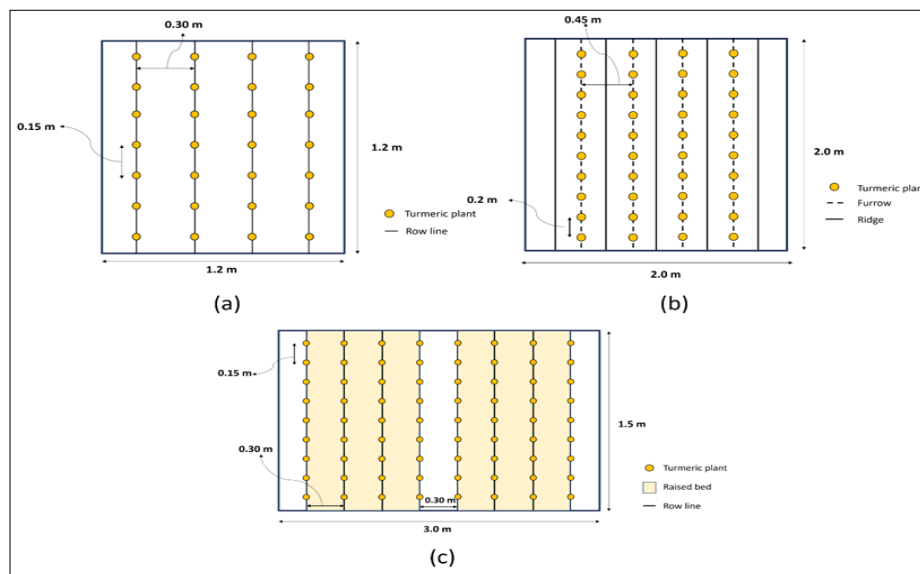 0.30 m
0.15 m
1.2 m
Turmeric plant
Row line
1.2 m
(a)
0.45 m
2.0 m
0.2 m
Turmeric plan
Furrow
Ridge
2.0 m
(b)
0.15 m
0.30 m
0.30 m
1.5 m
Turmeric plant
Raised bed
Row line
3.0 m
(c)